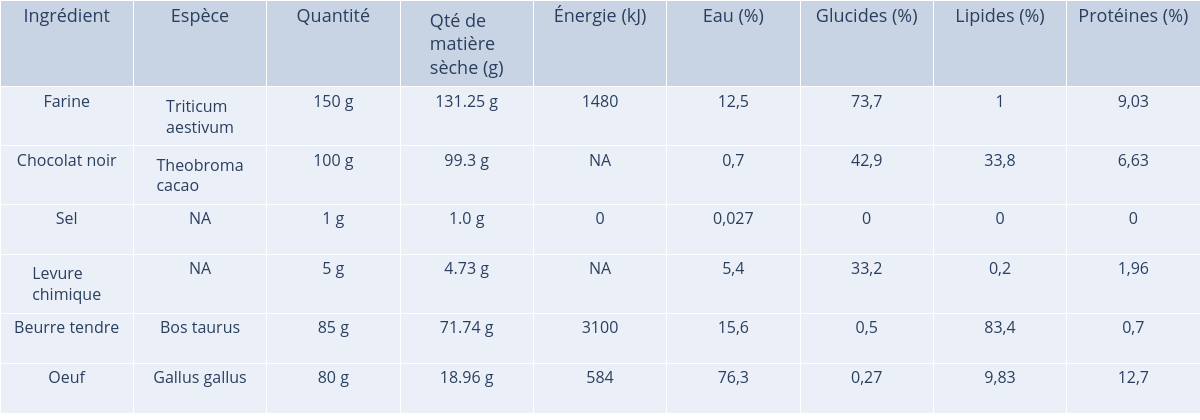 Ingrédient Espèce Quantité Qté de matière sèche (g) Énergie (kJ) Eau (%) Glucides (%) Lipides (%) Protéines (%)
Farine Triticum aestivum 150 g 131.25 g 1480 12,5 73,7 1 9,03
Chocolat noir Theobroma cacao 100 g 99.3 g NA 0,7 42,9 33,8 6,63
Sel NA 1 g 1.0 g 0 0,027 0 0 0
Levure chimique NA 5 g 4.73 g NA 5,4 33,2 0,2 1,96
Beurre tendre Bos taurus 85 g 71.74 g 3100 15,6 0,5 83,4 0,7
Oeuf Gallus gallus 80 g 18.96 g 584 76,3 0,27 9,83 12,7